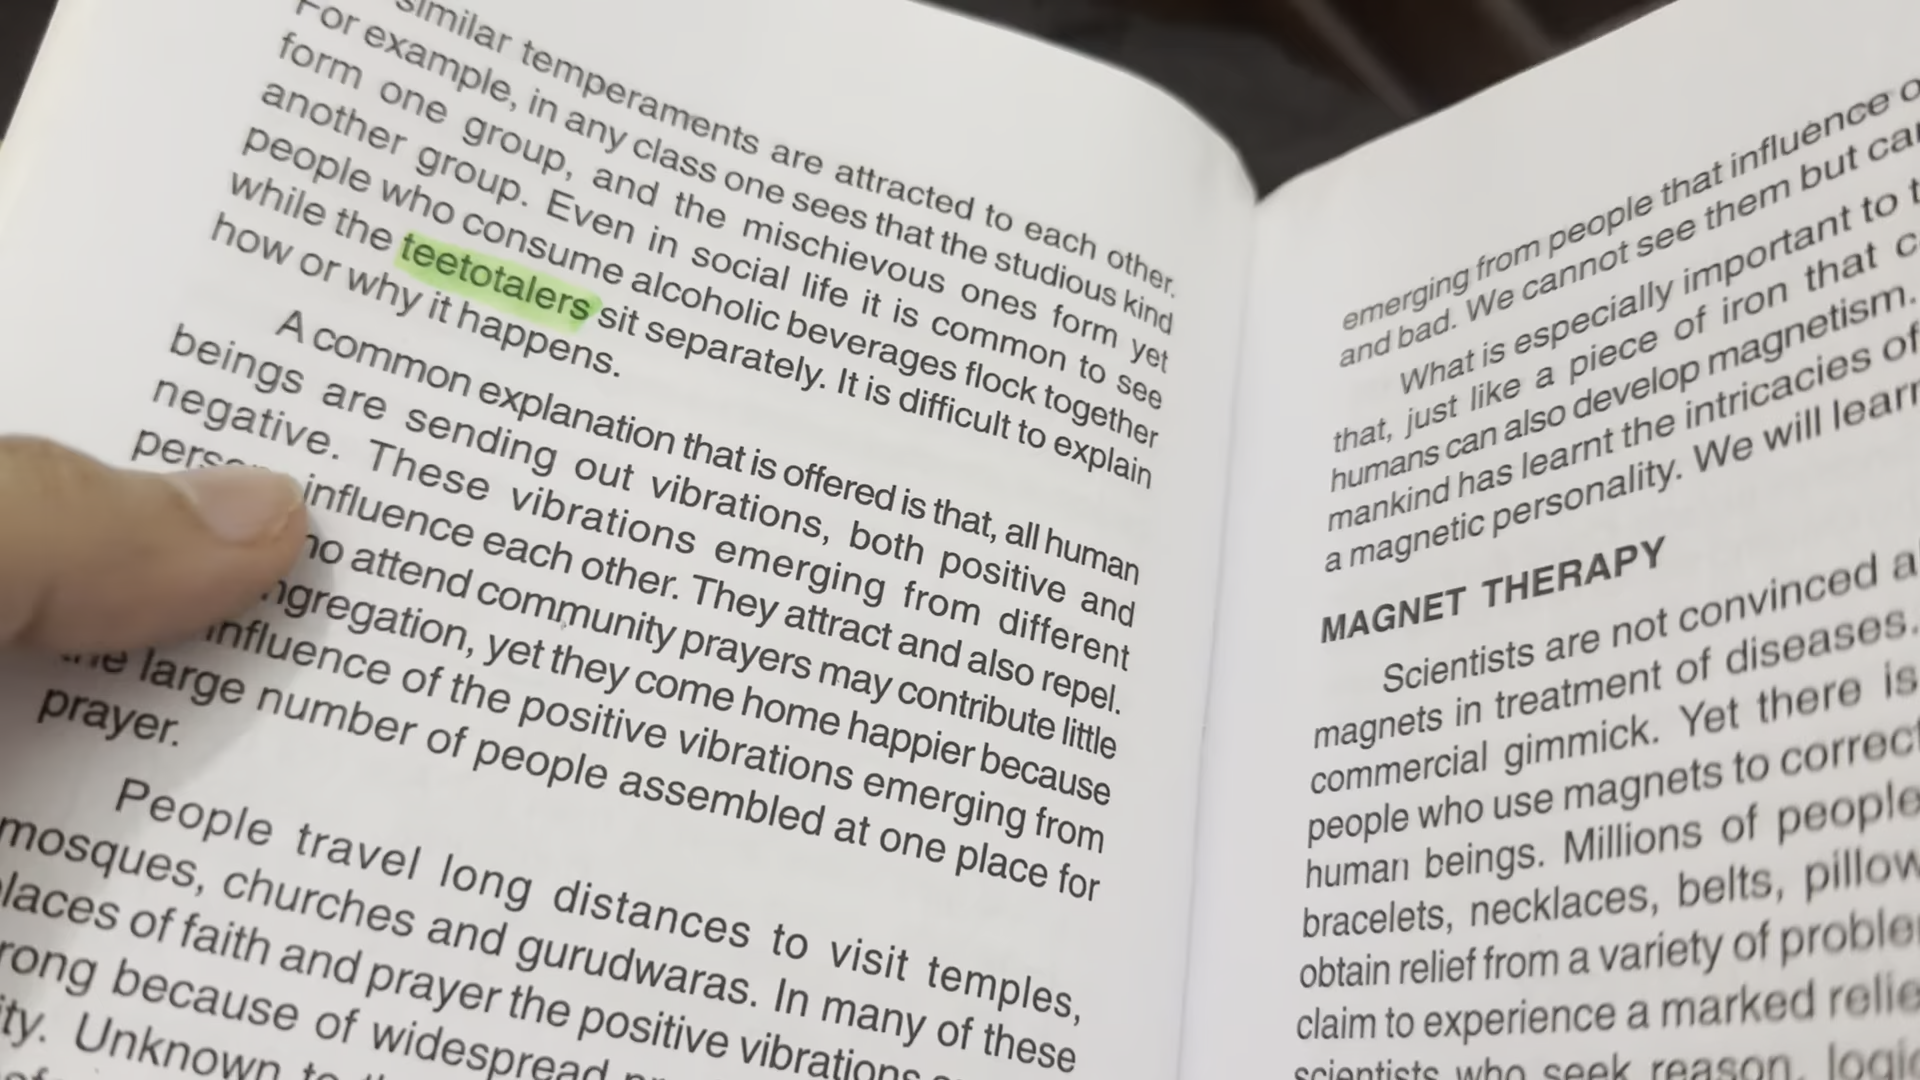 similar temperaments are attracted to each other.
For example, in any class one sees that the studious kind
form one group, and the mischievous ones form yet
another group. Even in social life it is common to see
people who consume alcoholic beverages flock together
while the teetotalers sit separately. It is difficult to explain
how or why it happens.
A common explanation that is offered is that, all human
beings are sending out vibrations, both positive and
negative. These vibrations emerging from different
influence each other. They attract and also repel.
attend community prayers may contribute little
yet they come home happier because
influence of the positive vibrations emerging from
the large number of people assembled at one place for
prayer.
People travel long distances to visit temples,
mosques, churches and gurudwaras. In many of these
of faith and prayer the positive vibrations
because of widespread
Unknown to
emerging from people that influence
and bad. We cannot see them but
What is especially important to
that, just like a piece of iron that
humans can also develop magnetism.
mankind has learnt the intricacies of
a magnetic personality. We will learn
MAGNET THERAPY
Scientists are not convinced
magnets in treatment of diseases.
commercial gimmick. Yet there is
people who use magnets to correct
human beings. Millions of people
bracelets, necklaces, belts,
obtain relief from a variety of
claim to experience a marked
scientists who seek reason,